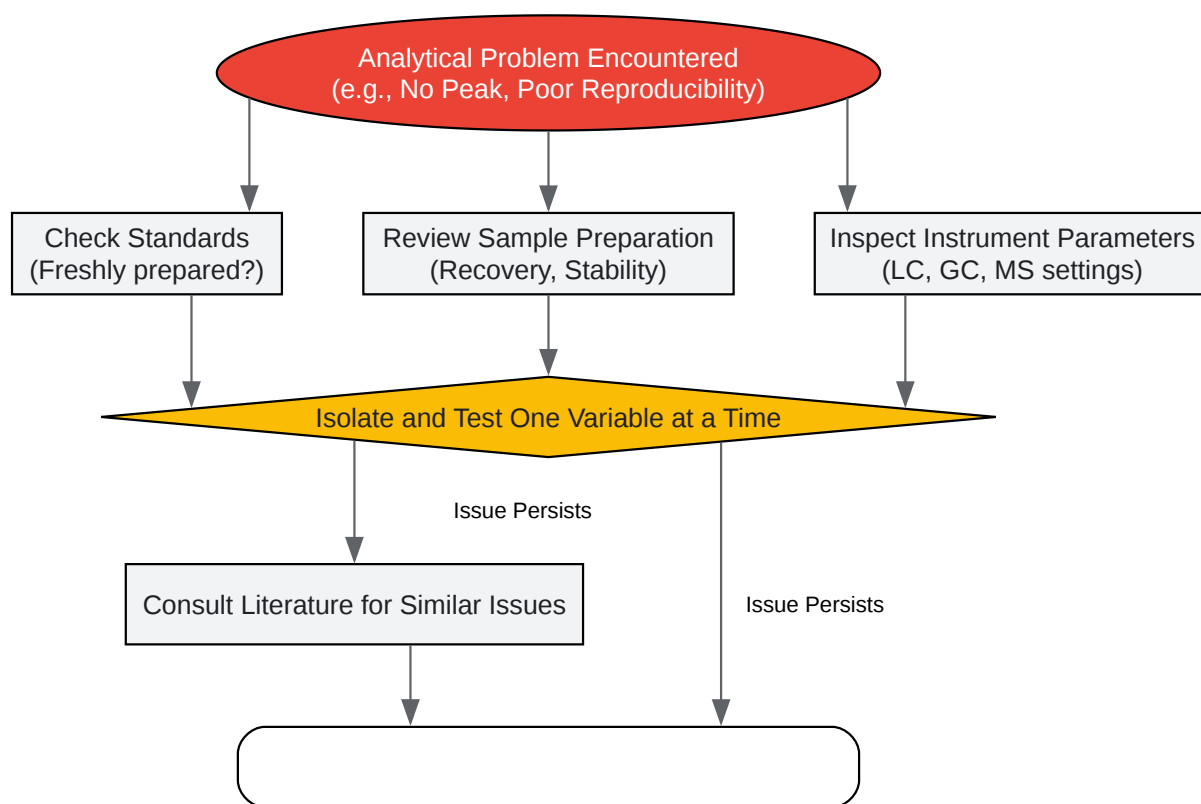 Analytical Problem Encountered
(e.g., No Peak, Poor Reproducibility)
Check Standards
(Freshly prepared?)
Review Sample Preparation
(Recovery, Stability)
Inspect Instrument Parameters
(LC, GC, MS settings)
Isolate and Test One Variable at a Time
Issue Persists
Consult Literature for Similar Issues
Issue Persists